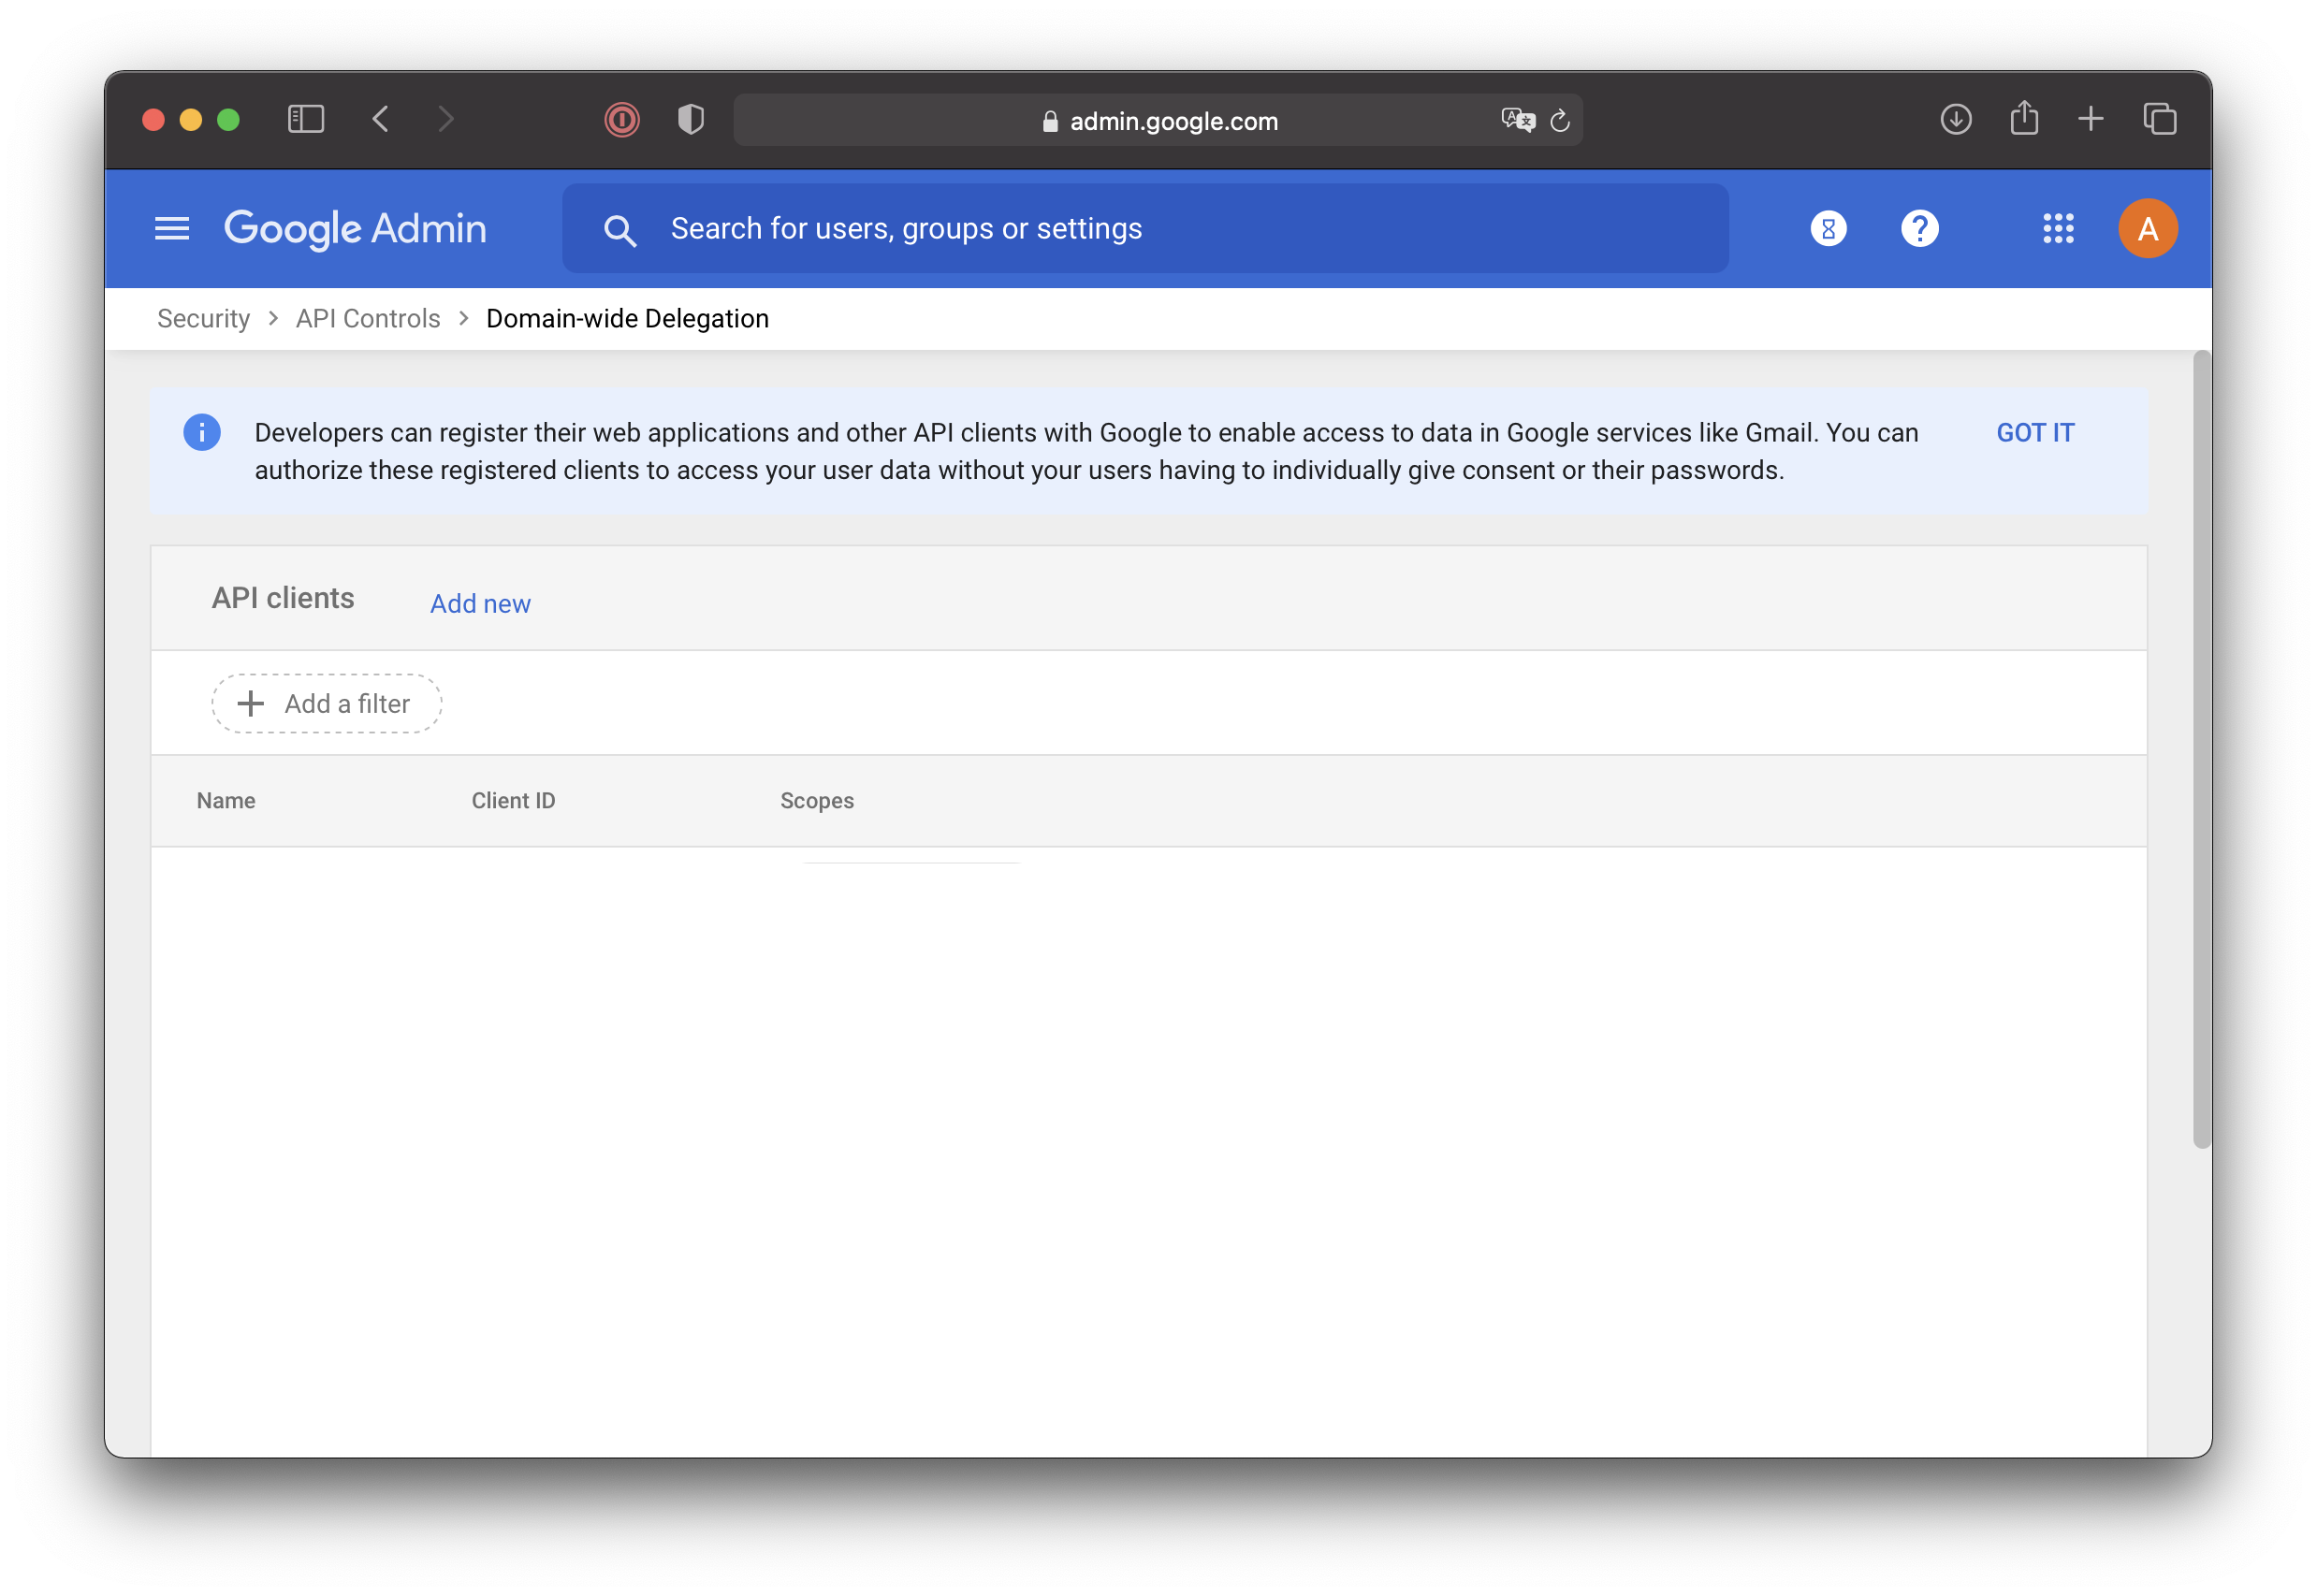 admin.google.com
Google Admin
Search for users, groups or settings
A
Security > API Controls > Domain-wide Delegation
Developers can register their web applications and other API clients with Google to enable access to data in Google services like Gmail. You can
authorize these registered clients to access your user data without your users having to individually give consent or their passwords.
GOT IT
API clients
Add new
Add a filter
Name
Client ID
Scopes